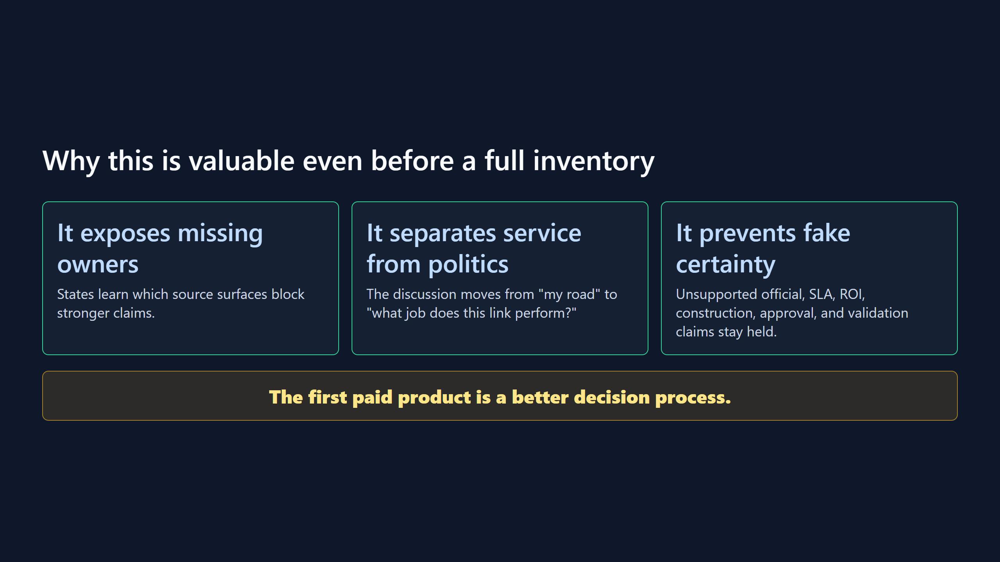 Why this is valuable even before a full inventory
It exposes missing
owners
States learn which source surfaces block
stronger claims.
It separates service
from politics
The discussion moves from "my road" to
"what job does this link perform?"
It prevents fake
certainty
Unsupported official, SLA, ROI,
construction, approval, and validation
claims stay held.
The first paid product is a better decision process.